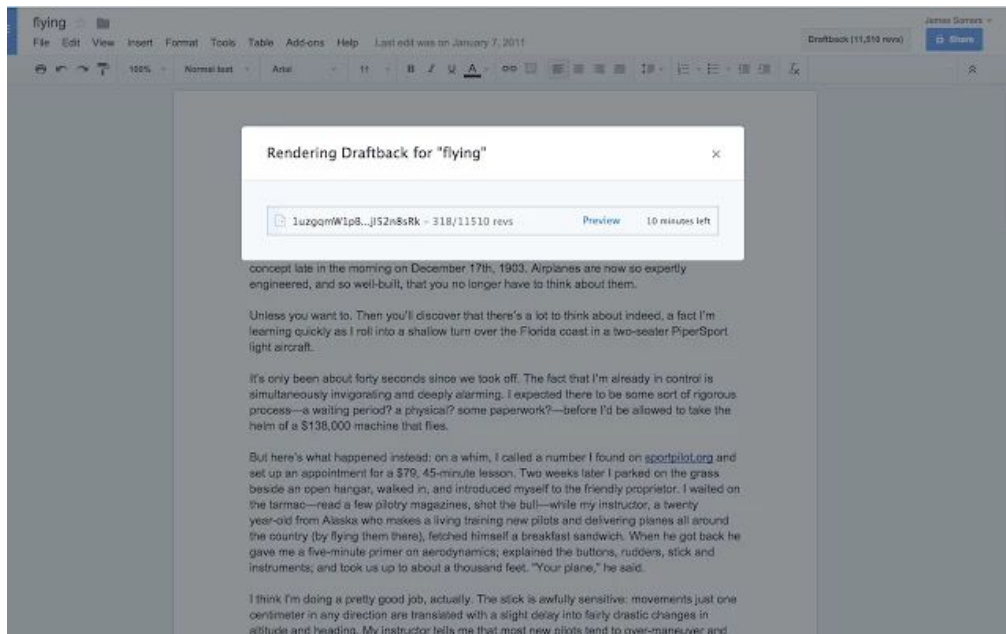 flying
James Somers
File Edit View Insert Format Tools Table Add-ons Help Last edit was on January 7, 2011
Draftback (11,510 revs)
Share
100% Normal text Arial 11 B I U A
Rendering Draftback for "flying"
1uzgqmW1p8...jIS2n8sRk – 318/11510 revs Preview 10 minutes left
concept late in the morning on December 17th, 1903. Airplanes are now so expertly
engineered, and so well-built, that you no longer have to think about them.
Unless you want to. Then you'll discover that there's a lot to think about indeed, a fact I'm
learning quickly as I roll into a shallow turn over the Florida coast in a two-seater PiperSport
light aircraft.
It's only been about forty seconds since we took off. The fact that I'm already in control is
simultaneously invigorating and deeply alarming. I expected there to be some sort of rigorous
process—a waiting period? a physical? some paperwork?—before I'd be allowed to take the
helm of a $138,000 machine that flies.
But here's what happened instead: on a whim, I called a number I found on sportpilot.org and
set up an appointment for a $79, 45-minute lesson. Two weeks later I parked on the grass
beside an open hangar, walked in, and introduced myself to the friendly proprietor. I waited on
the tarmac—read a few pilotry magazines, shot the bull—while my instructor, a twenty
year-old from Alaska who makes a living training new pilots and delivering planes all around
the country (by flying them there), fetched himself a breakfast sandwich. When he got back he
gave me a five-minute primer on aerodynamics; explained the buttons, rudders, stick and
instruments; and took us up to about a thousand feet. "Your plane," he said.
I think I'm doing a pretty good job, actually. The stick is awfully sensitive: movements just one
centimeter in any direction are translated with a slight delay into fairly drastic changes in
altitude and heading. My instructor tells me that most new pilots tend to over-maneuver and